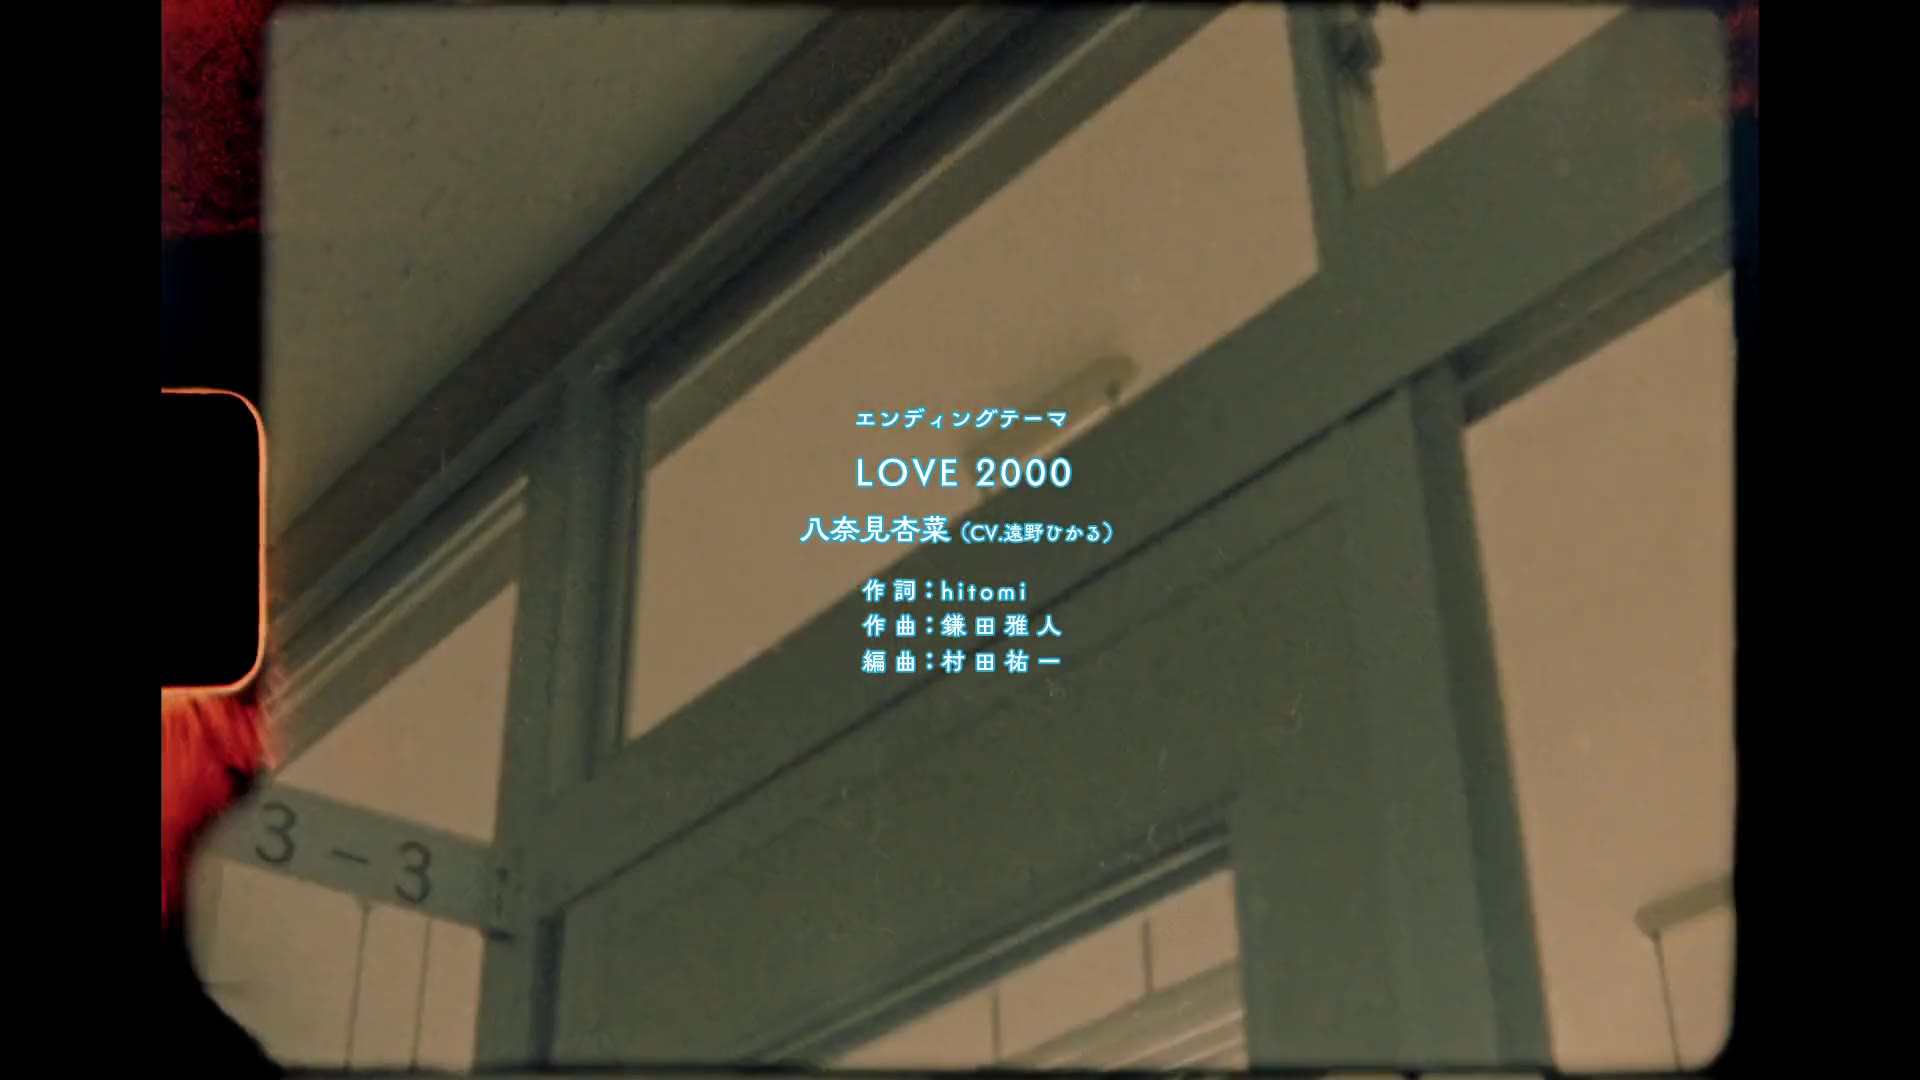 エンディングテーマ
LOVE 2000
八奈見杏菜（CV.遠野ひかる）
作詞：hitomi
作曲：鎌田雅人
編曲：村田祐一
3-3